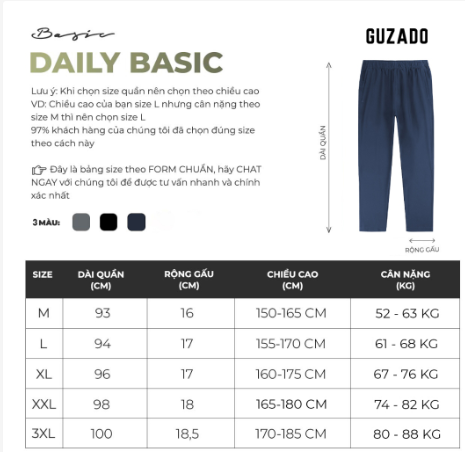 Basic
GUZADO
DAILY BASIC
Lưu ý: Khi chọn size quần nên chọn theo chiều cao
VD: Chiều cao của bạn size L nhưng cân nặng theo
size M thì nên chọn size L
97% khách hàng của chúng tôi đã chọn đúng size
theo cách này
Đây là bảng size theo FORM CHUẨN, hãy CHAT
NGAY với chúng tôi để được tư vấn nhanh và chính
xác nhất
3 MÀU:
DÀI QUẦN
RỘNG GẤU
SIZE DÀI QUẦN (CM) RỘNG GẤU (CM) CHIỀU CAO (CM) CÂN NẶNG (KG)
M 93 16 150-165 CM 52 - 63 KG
L 94 17 155-170 CM 61 - 68 KG
XL 96 17 160-175 CM 67 - 76 KG
XXL 98 18 165-180 CM 74 - 82 KG
3XL 100 18,5 170-185 CM 80 - 88 KG